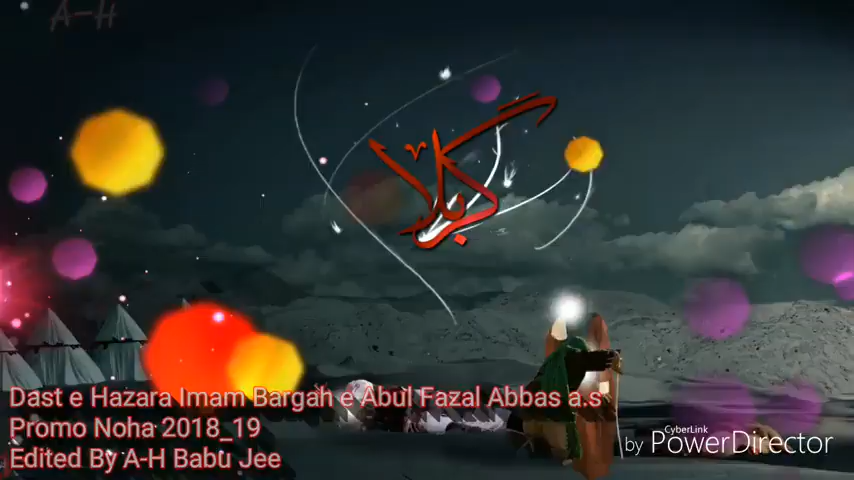 A-H
کربلا
Dast e Hazara Imam Bargah e Abul Fazal Abbas a.s
Promo Noha 2018_19
Edited By A-H Babu Jee
by CyberLink PowerDirector